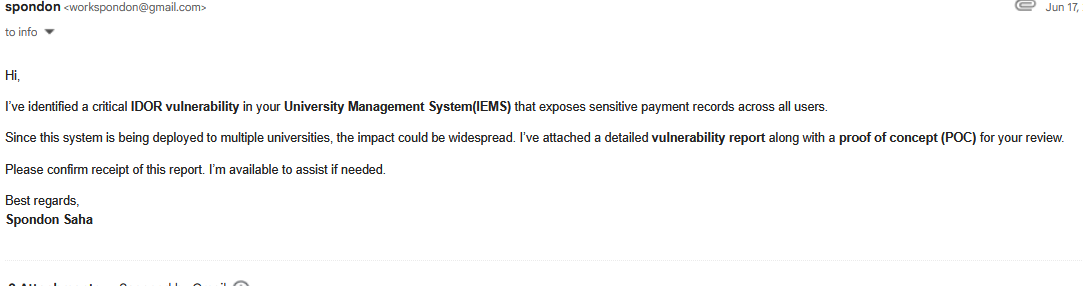 spondon <workspondon@gmail.com>
Jun 17,
to info
Hi,
I've identified a critical IDOR vulnerability in your University Management System(IEMS) that exposes sensitive payment records across all users.
Since this system is being deployed to multiple universities, the impact could be widespread. I've attached a detailed vulnerability report along with a proof of concept (POC) for your review.
Please confirm receipt of this report. I'm available to assist if needed.
Best regards,
Spondon Saha